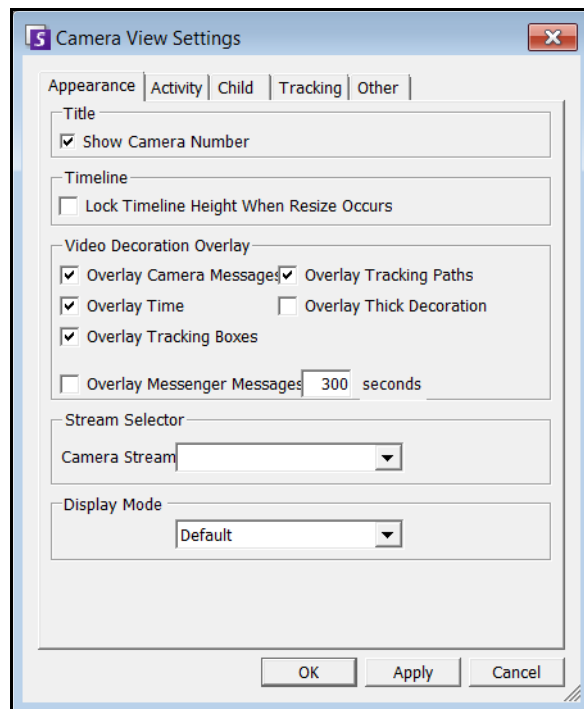 Camera View Settings
Appearance Activity Child Tracking Other
Title
Show Camera Number
Timeline
Lock Timeline Height When Resize Occurs
Video Decoration Overlay
Overlay Camera Messages Overlay Tracking Paths
Overlay Time Overlay Thick Decoration
Overlay Tracking Boxes
Overlay Messenger Messages 300 seconds
Stream Selector
Camera Stream
Display Mode
Default
OK Apply Cancel